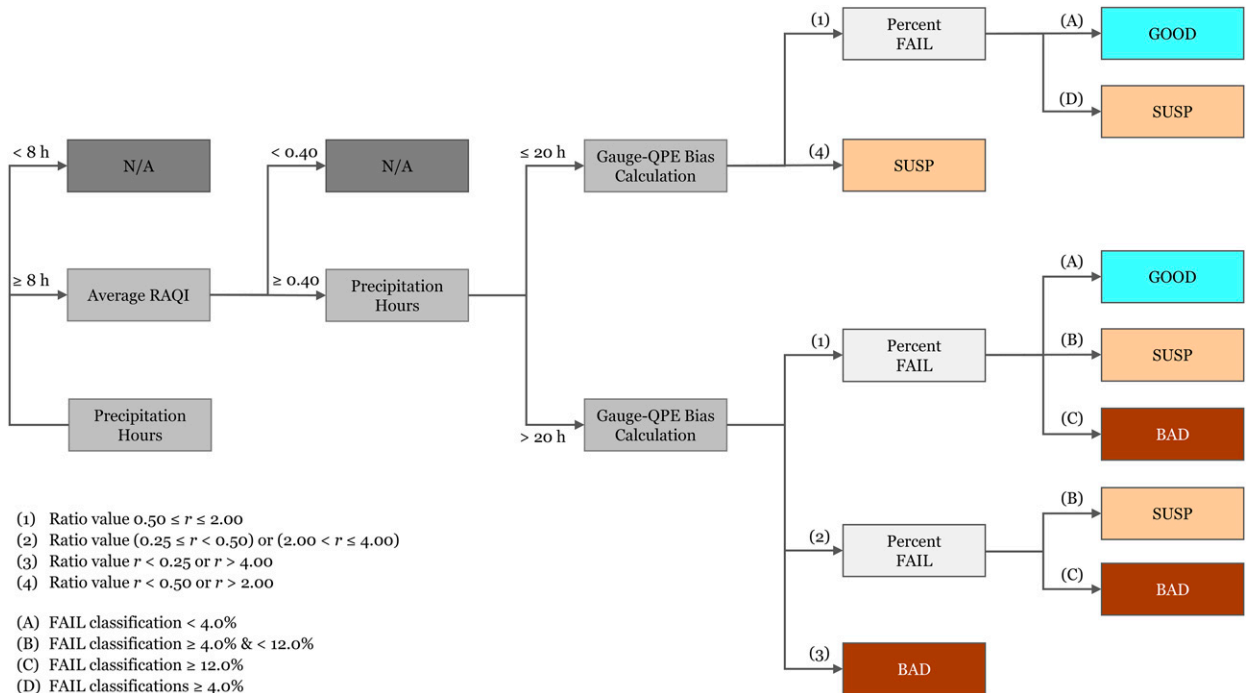 (1)
Percent
FAIL
(A)
GOOD
(D)
SUSP
< 8 h
N/A
< 0.40
N/A
≤ 20 h
Gauge-QPE Bias
Calculation
(4)
SUSP
≥ 8 h
Average RAQI
≥ 0.40
Precipitation
Hours
(A)
GOOD
(1)
Percent
FAIL
(B)
SUSP
Precipitation
Hours
> 20 h
Gauge-QPE Bias
Calculation
(C)
BAD
(2)
Percent
FAIL
(B)
SUSP
(C)
BAD
(3)
BAD
(1) Ratio value 0.50 ≤ r ≤ 2.00
(2) Ratio value (0.25 ≤ r < 0.50) or (2.00 < r ≤ 4.00)
(3) Ratio value r < 0.25 or r > 4.00
(4) Ratio value r < 0.50 or r > 2.00
(A) FAIL classification < 4.0%
(B) FAIL classification ≥ 4.0% & < 12.0%
(C) FAIL classification ≥ 12.0%
(D) FAIL classifications ≥ 4.0%